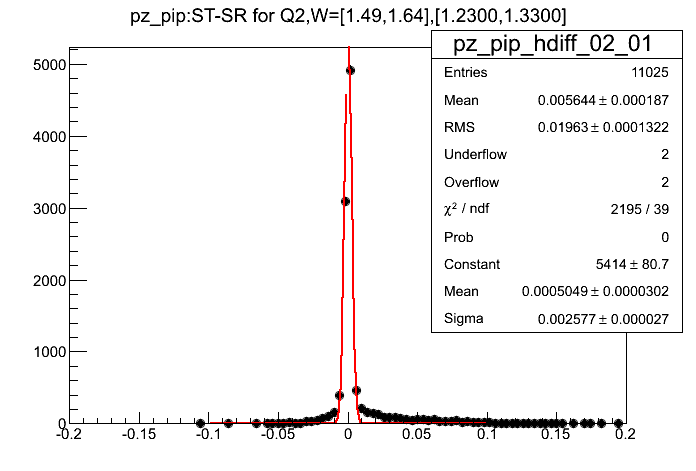 pz_pip:ST-SR for Q2,W=[1.49,1.64],[1.2300,1.3300]
pz_pip_hdiff_02_01
Entries 11025
Mean 0.005644 ± 0.000187
RMS 0.01963 ± 0.0001322
Underflow 2
Overflow 2
χ² / ndf 2195 / 39
Prob 0
Constant 5414 ± 80.7
Mean 0.0005049 ± 0.0000302
Sigma 0.002577 ± 0.000027
5000
4000
3000
2000
1000
0
-0.2 -0.15 -0.1 -0.05 0 0.05 0.1 0.15 0.2